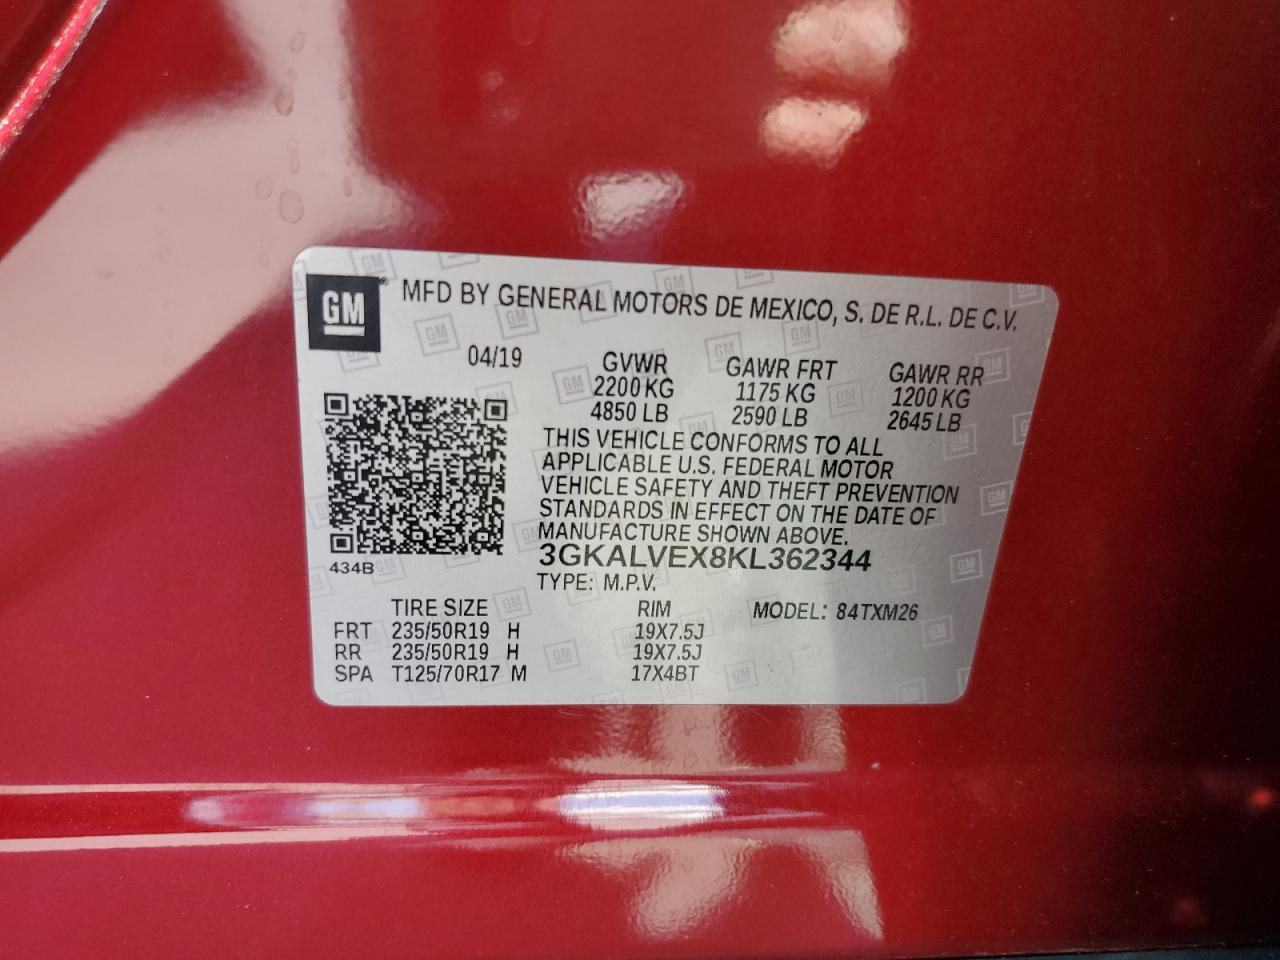 GM
MFD BY GENERAL MOTORS DE MEXICO, S. DE R.L. DE C.V.
04/19 GVWR GAWR FRT GAWR RR
2200 KG 1175 KG 1200 KG
4850 LB 2590 LB 2645 LB
THIS VEHICLE CONFORMS TO ALL
APPLICABLE U.S. FEDERAL MOTOR
VEHICLE SAFETY AND THEFT PREVENTION
STANDARDS IN EFFECT ON THE DATE OF
MANUFACTURE SHOWN ABOVE.
3GKALVEX8KL362344
434B
TYPE: M.P.V.
TIRE SIZE RIM MODEL: 84TXM26
FRT 235/50R19 H 19X7.5J
RR 235/50R19 H 19X7.5J
SPA T125/70R17 M 17X4BT